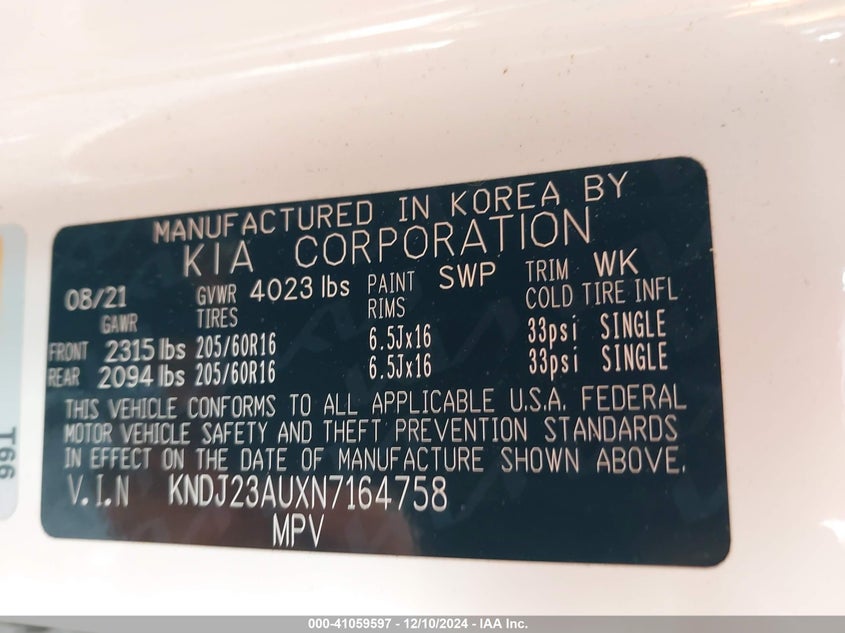 MANUFACTURED IN KOREA BY
KIA CORPORATION
08/21 GVWR 4023 lbs PAINT SWP TRIM WK
GAWR TIRES RIMS COLD TIRE INFL
FRONT 2315 lbs 205/60R16 6.5Jx16 33psi SINGLE
REAR 2094 lbs 205/60R16 6.5Jx16 33psi SINGLE
THIS VEHICLE CONFORMS TO ALL APPLICABLE U.S.A. FEDERAL
MOTOR VEHICLE SAFETY AND THEFT PREVENTION STANDARDS
IN EFFECT ON THE DATE OF MANUFACTURE SHOWN ABOVE.
V.I.N KNDJ23AUXN7164758
MPV
T66
000-41059597 - 12/10/2024 - IAA Inc.